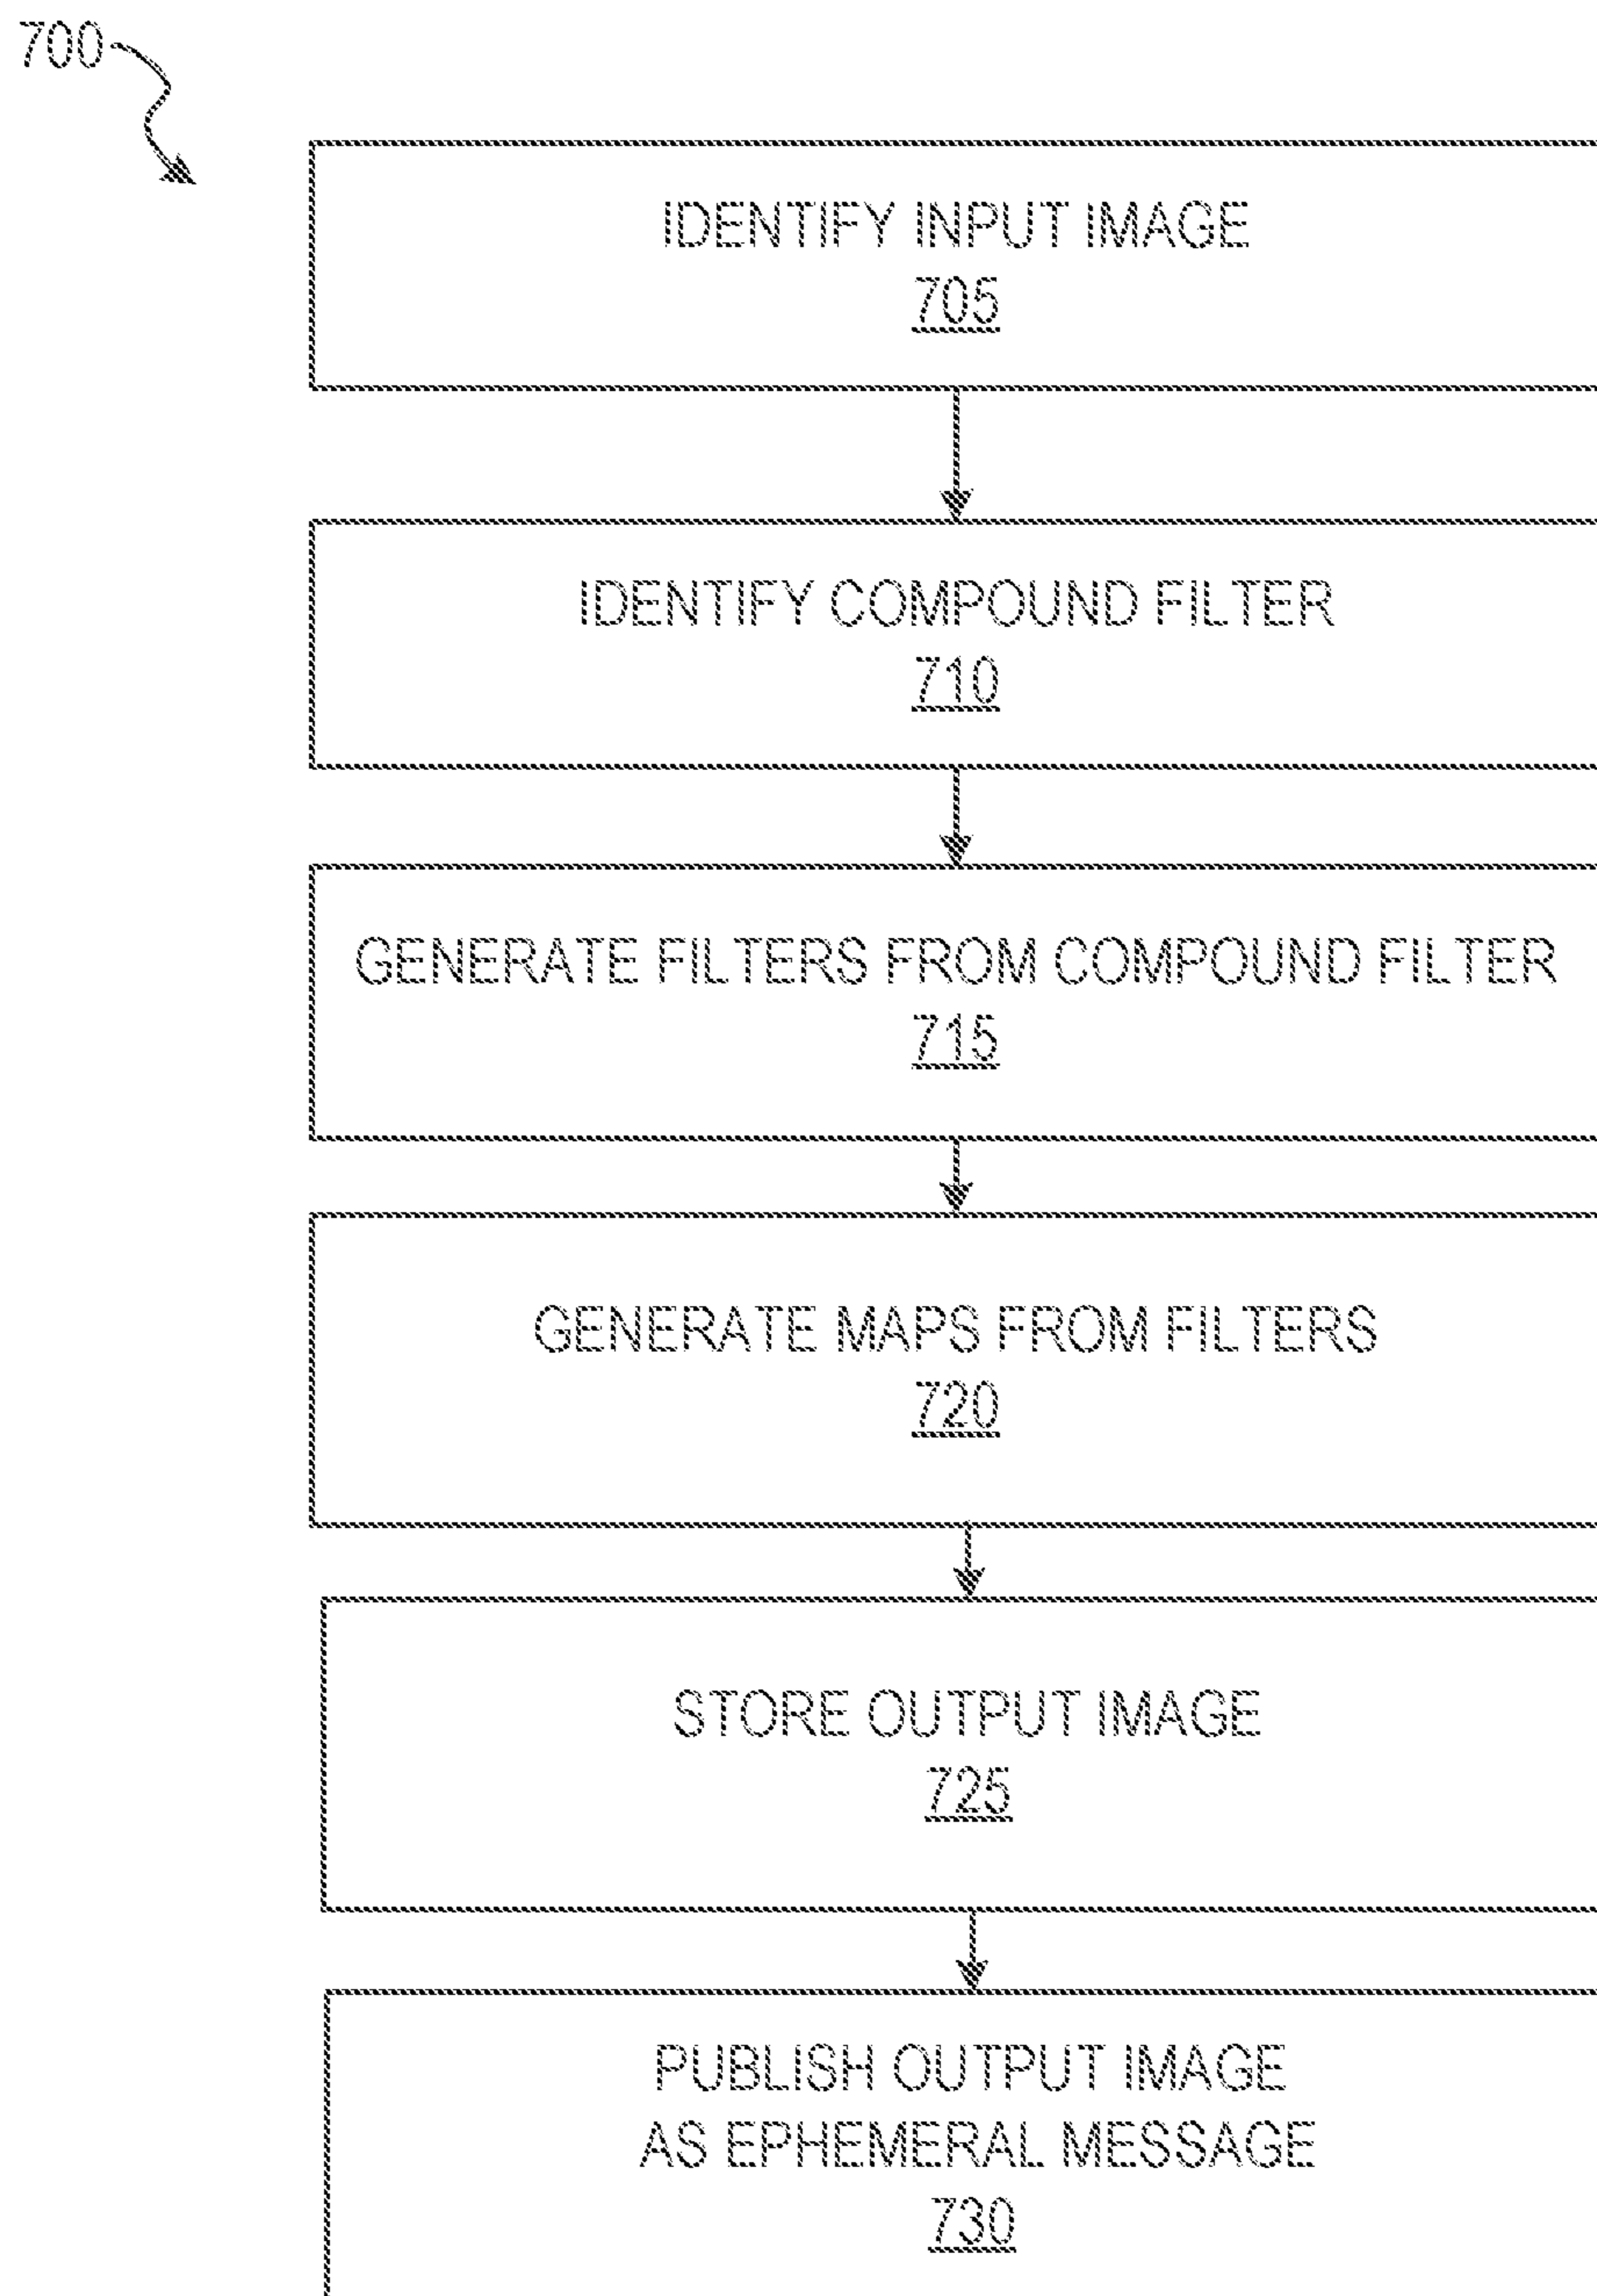 700
IDENTIFY INPUT IMAGE
705
IDENTIFY COMPOUND FILTER
710
GENERATE FILTERS FROM COMPOUND FILTER
715
GENERATE MAPS FROM FILTERS
720
STORE OUTPUT IMAGE
725
PUBLISH OUTPUT IMAGE
AS EPHEMERAL MESSAGE
730